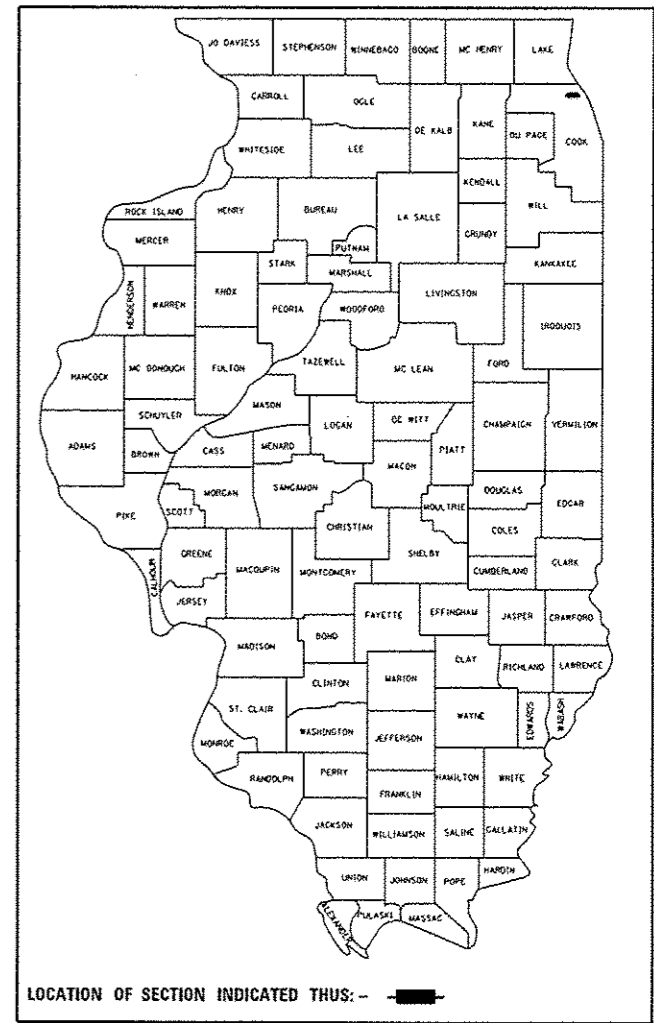 JO DAVIESS STEPHENSON WINNEBAGO BOONE MC HENRY LAKE
CARROLL OGLE DE KALB KANE DU PAGE COOK
WHITESIDE LEE
KENDALL
ROCK ISLAND HENRY BUREAU LA SALLE GRUNDY WILL
MERCER PUTNAM
STARK MARSHALL KANKAKEE
HENDERSON WARREN KNOX PEORIA WOODFORD LIVINGSTON IROQUOIS
HANCOCK MC DONOUGH FULTON TAZEWELL MC LEAN FORD
SCHUYLER MASON LOGAN DE WITT CHAMPAIGN VERMILION
ADAMS BROWN CASS MENARD MACON PIATT
PIKE SCOTT MORGAN SANGAMON CHRISTIAN MOULTRIE DOUGLAS EDGAR
COLES
CALHOUN GREENE MACOUPIN MONTGOMERY SHELBY CUMBERLAND CLARK
JERSEY
MADISON BOND FAYETTE EFFINGHAM JASPER CRAWFORD
CLAY RICHLAND LAWRENCE
ST. CLAIR CLINTON MARION WAYNE EDWARDS WABASH
MONROE WASHINGTON JEFFERSON
RANDOLPH PERRY FRANKLIN HAMILTON WHITE
JACKSON WILLIAMSON SALINE GALLATIN
UNION JOHNSON POPE HARDIN
ALEXANDER PULASKI MASSAC
LOCATION OF SECTION INDICATED THUS: -